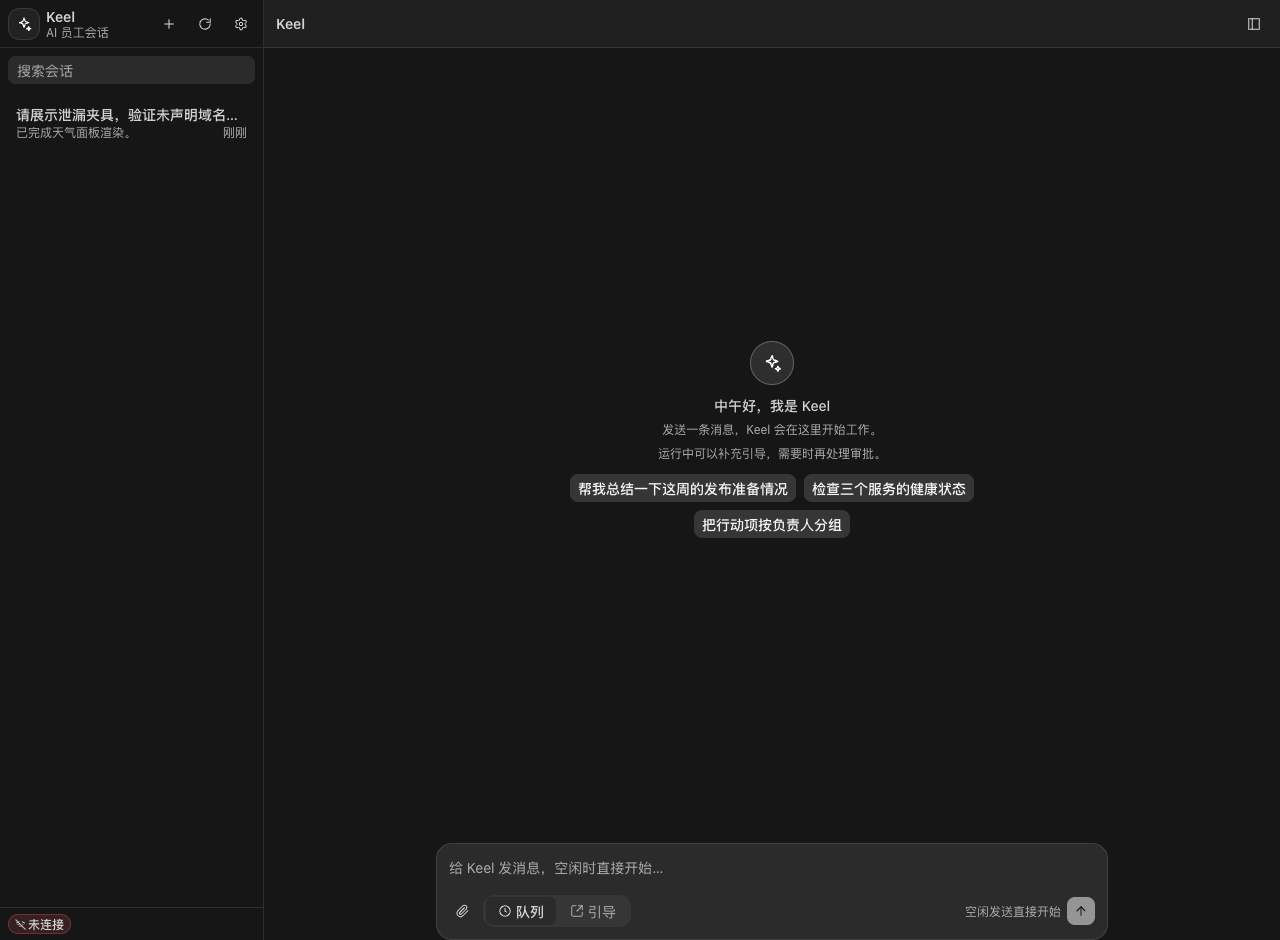 Keel
AI 员工会话
搜索会话
请展示泄漏夹具，验证未声明域名...
已完成天气面板渲染。
刚刚
未连接
Keel
中午好，我是 Keel
发送一条消息，Keel 会在这里开始工作。
运行中可以补充引导，需要时再处理审批。
帮我总结一下这周的发布准备情况
检查三个服务的健康状态
把行动项按负责人分组
给 Keel 发消息，空闲时直接开始...
队列
引导
空闲发送直接开始